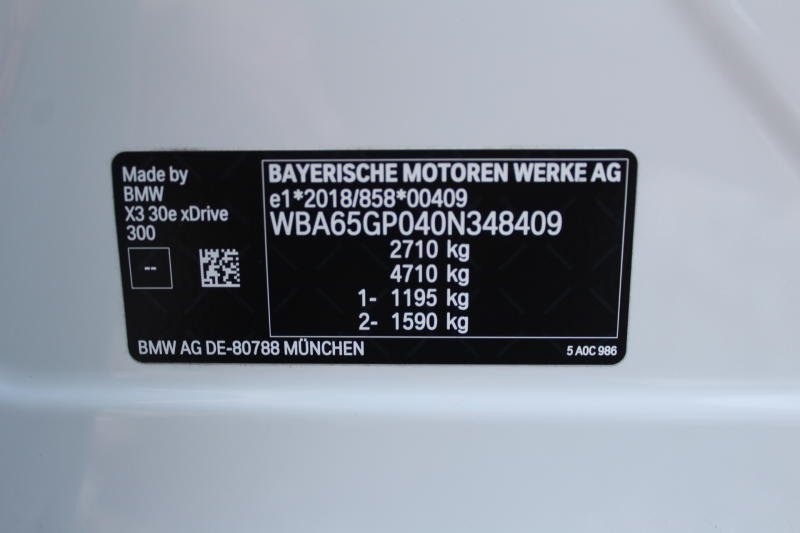 Made by
BMW
X3 30e xDrive
300
--
BAYERISCHE MOTOREN WERKE AG
e1*2018/858*00409
WBA65GP040N348409
2710 kg
4710 kg
1- 1195 kg
2- 1590 kg
BMW AG DE-80788 MÜNCHEN
5 A0C 986